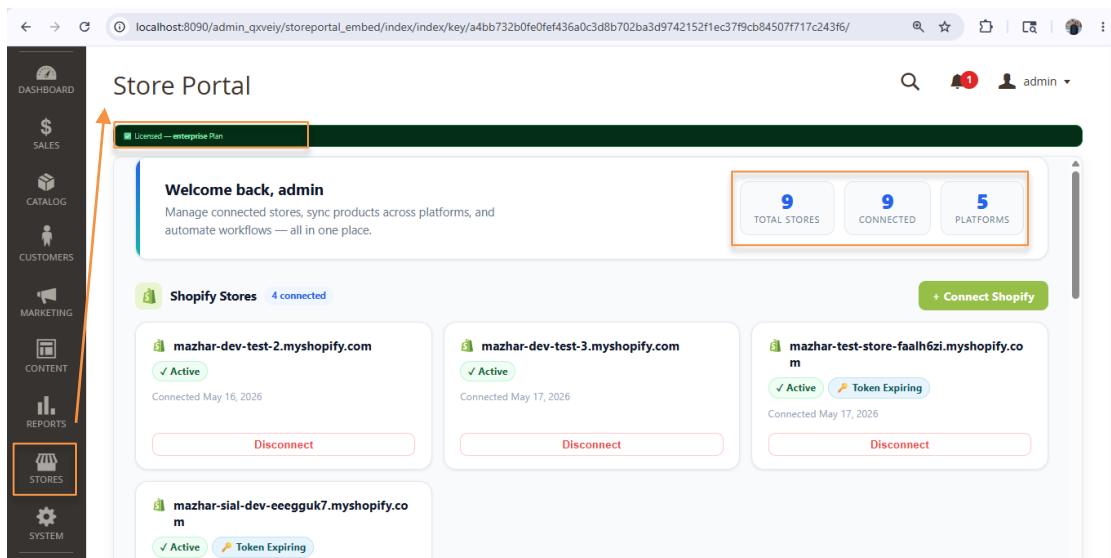 localhost:8090/admin_qxveiy/storeportal_embed/index/index/key/a4bb732b0fe0fef436a0c3d8b702ba3d9742152f1ec37f9cb84507f717c243f6/
DASHBOARD
SALES
CATALOG
CUSTOMERS
MARKETING
CONTENT
REPORTS
STORES
SYSTEM
Store Portal
1
admin
Licensed — enterprise Plan
Welcome back, admin
Manage connected stores, sync products across platforms, and
automate workflows — all in one place.
9
TOTAL STORES
9
CONNECTED
5
PLATFORMS
Shopify Stores
4 connected
+ Connect Shopify
mazhar-dev-test-2.myshopify.com
✓ Active
Connected May 16, 2026
Disconnect
mazhar-dev-test-3.myshopify.com
✓ Active
Connected May 17, 2026
Disconnect
mazhar-test-store-faalh6zi.myshopify.co
m
✓ Active
Token Expiring
Connected May 17, 2026
Disconnect
mazhar-sial-dev-eeegguk7.myshopify.co
m
✓ Active
Token Expiring